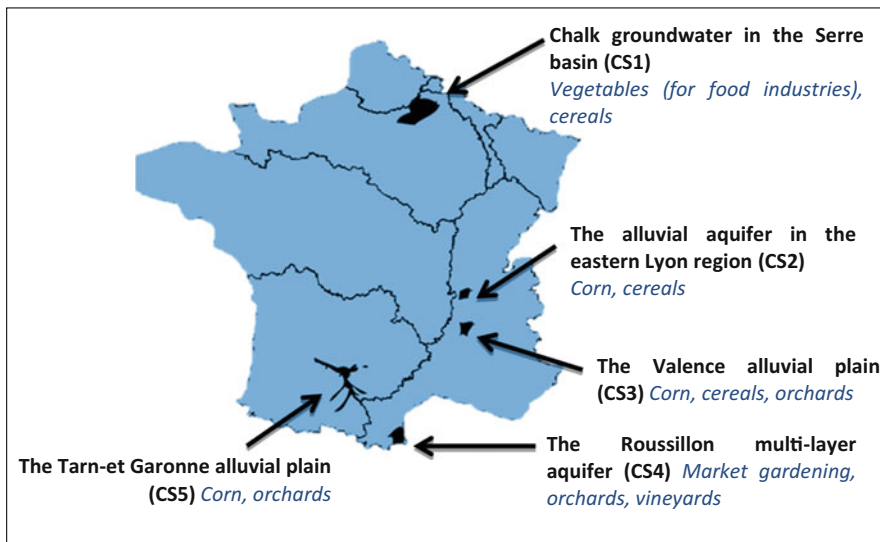 Chalk groundwater in the Serre
basin (CS1)
Vegetables (for food industries),
cereals
The alluvial aquifer in the
eastern Lyon region (CS2)
Corn, cereals
The Valence alluvial plain
(CS3) Corn, cereals, orchards
The Roussillon multi-layer
aquifer (CS4) Market gardening,
orchards, vineyards
The Tarn-et Garonne alluvial plain
(CS5) Corn, orchards